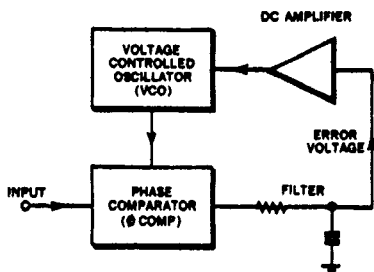 DC AMPLIFIER
VOLTAGE
CONTROLLED
OSCILLATOR
(VCO)
ERROR
VOLTAGE
INPUT
PHASE
COMPARATOR
(φ COMP)
FILTER